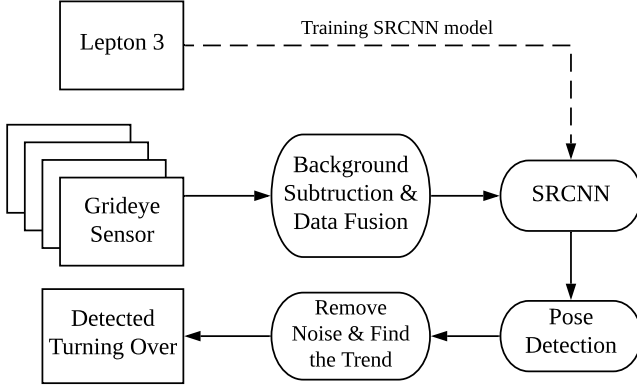 Lepton 3
Training SRCNN model
Grideye
Sensor
Background
Subtruction &
Data Fusion
SRCNN
Pose
Detection
Remove
Noise & Find
the Trend
Detected
Turning Over